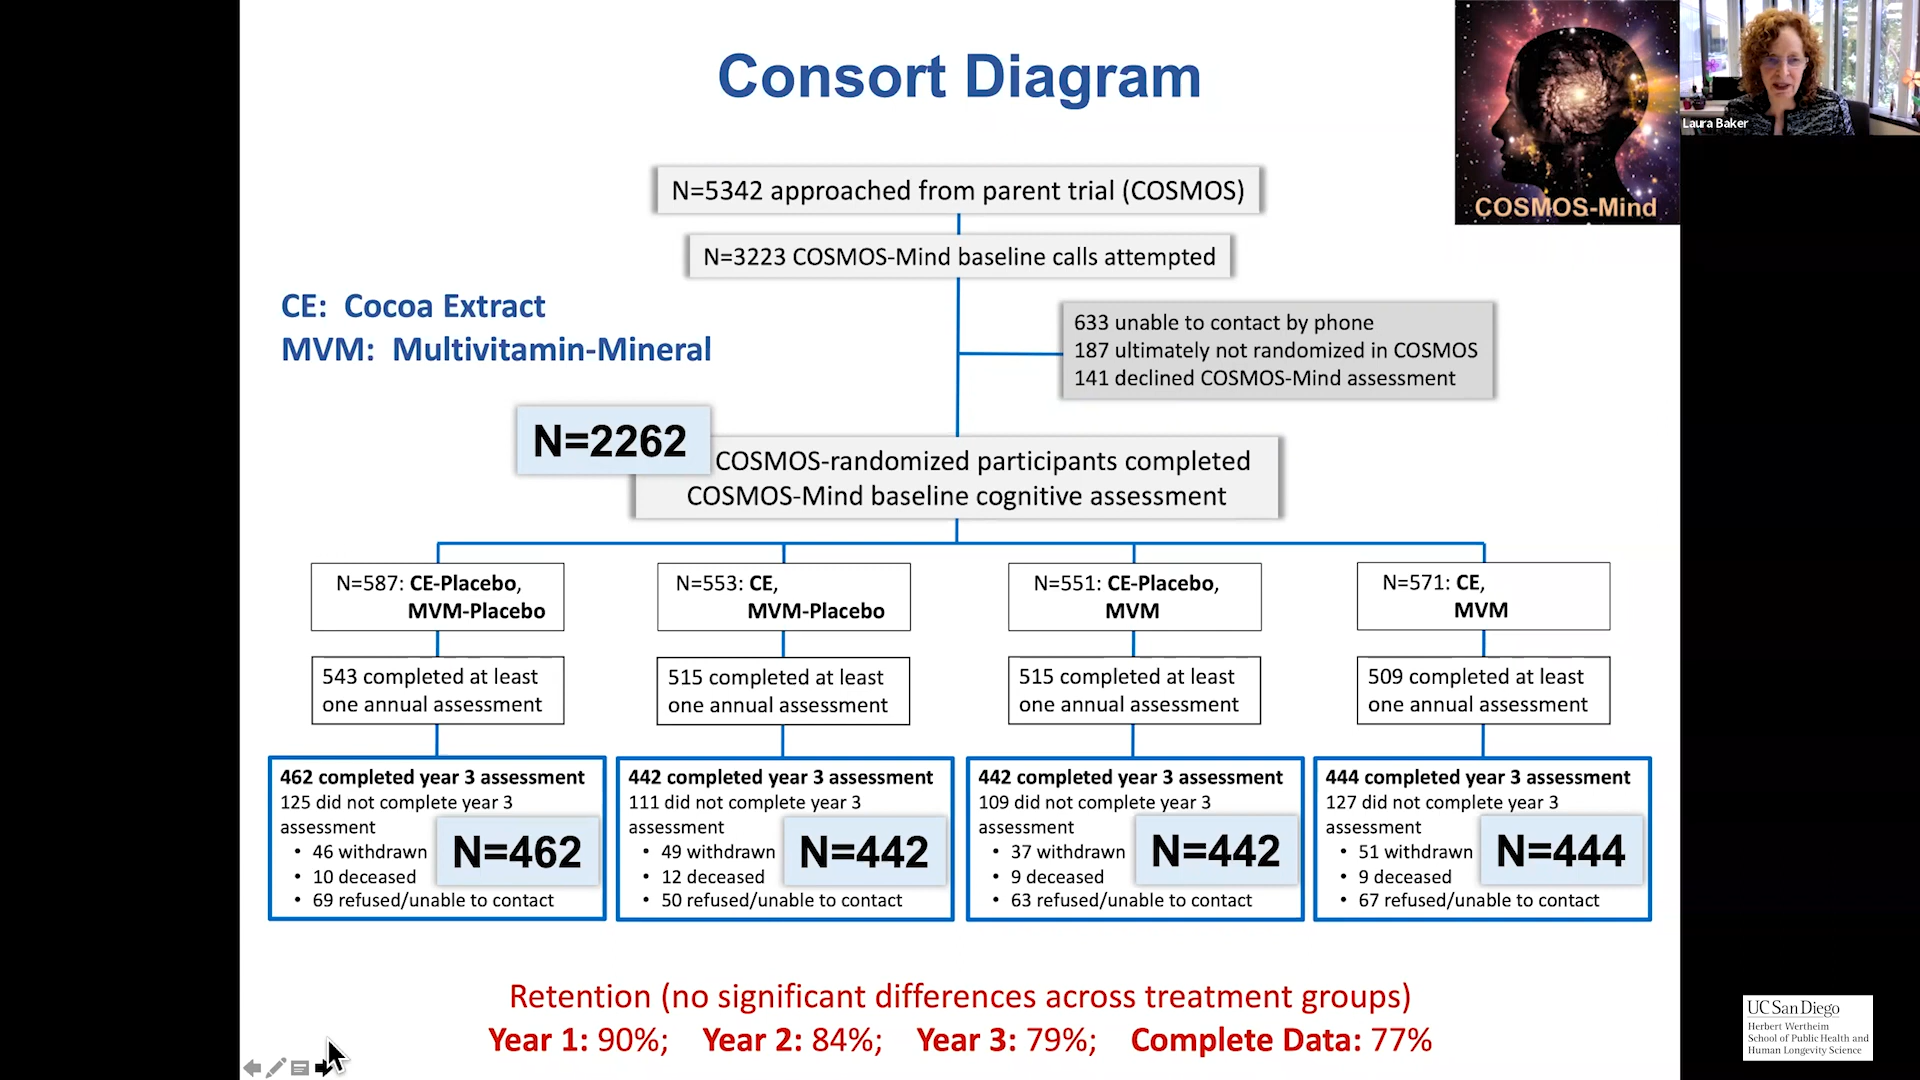 Consort Diagram
COSMOS-Mind
Laura Baker
N=5342 approached from parent trial (COSMOS)
N=3223 COSMOS-Mind baseline calls attempted
CE: Cocoa Extract
MVM: Multivitamin-Mineral
633 unable to contact by phone
187 ultimately not randomized in COSMOS
141 declined COSMOS-Mind assessment
N=2262
COSMOS-randomized participants completed
COSMOS-Mind baseline cognitive assessment
N=587: CE-Placebo,
MVM-Placebo
N=553: CE,
MVM-Placebo
N=551: CE-Placebo,
MVM
N=571: CE,
MVM
543 completed at least
one annual assessment
515 completed at least
one annual assessment
515 completed at least
one annual assessment
509 completed at least
one annual assessment
462 completed year 3 assessment
125 did not complete year 3
assessment
• 46 withdrawn
• 10 deceased
• 69 refused/unable to contact
N=462
442 completed year 3 assessment
111 did not complete year 3
assessment
• 49 withdrawn
• 12 deceased
• 50 refused/unable to contact
N=442
442 completed year 3 assessment
109 did not complete year 3
assessment
• 37 withdrawn
• 9 deceased
• 63 refused/unable to contact
N=442
444 completed year 3 assessment
127 did not complete year 3
assessment
• 51 withdrawn
• 9 deceased
• 67 refused/unable to contact
N=444
Retention (no significant differences across treatment groups)
Year 1: 90%; Year 2: 84%; Year 3: 79%; Complete Data: 77%
UC San Diego
Herbert Wertheim
School of Public Health and
Human Longevity Science